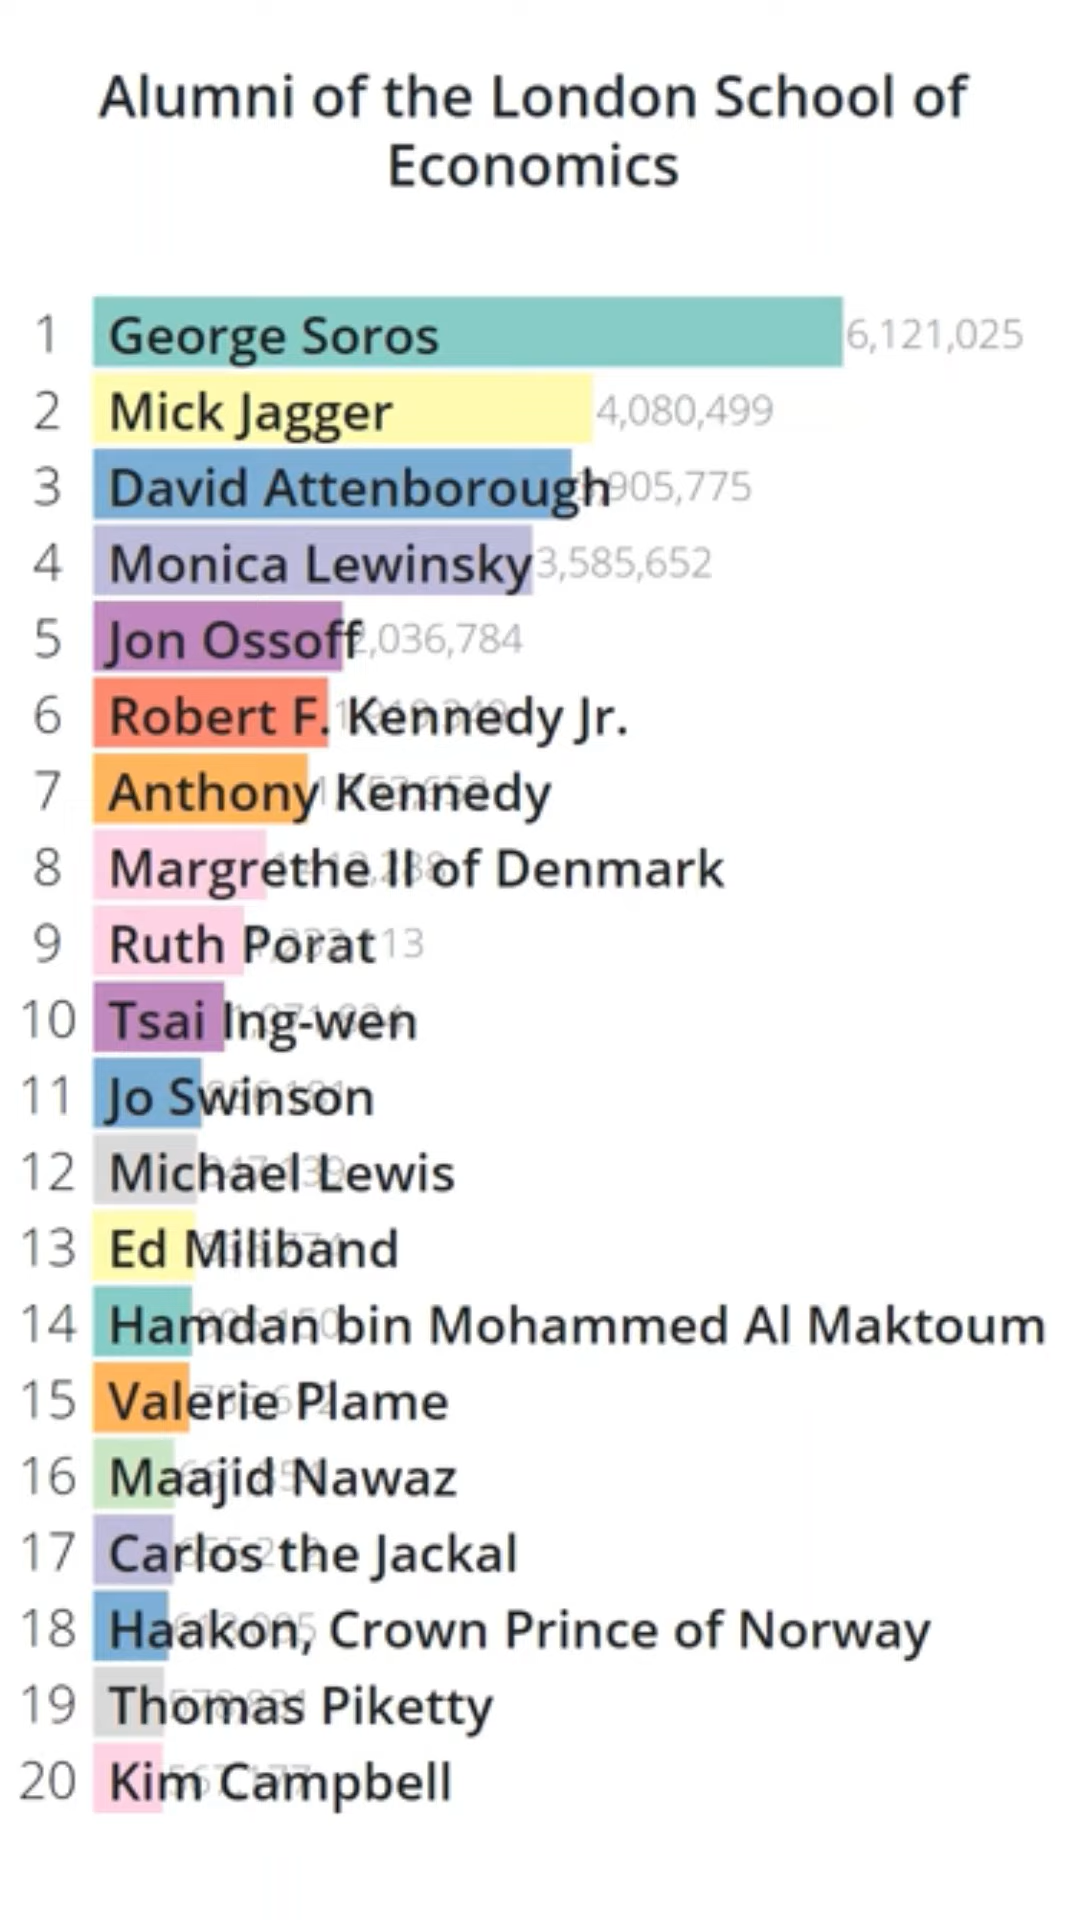 Alumni of the London School of
Economics
1 George Soros 6,121,025
2 Mick Jagger 4,080,499
3 David Attenborough
4 Monica Lewinsky 3,585,652
5 Jon Ossoff 2,036,784
6 Robert F. Kennedy Jr.
7 Anthony Kennedy
8 Margrethe II of Denmark
9 Ruth Porat
10 Tsai Ing-wen
11 Jo Swinson
12 Michael Lewis
13 Ed Miliband
14 Hamdan bin Mohammed Al Maktoum
15 Valerie Plame
16 Maajid Nawaz
17 Carlos the Jackal
18 Haakon, Crown Prince of Norway
19 Thomas Piketty
20 Kim Campbell